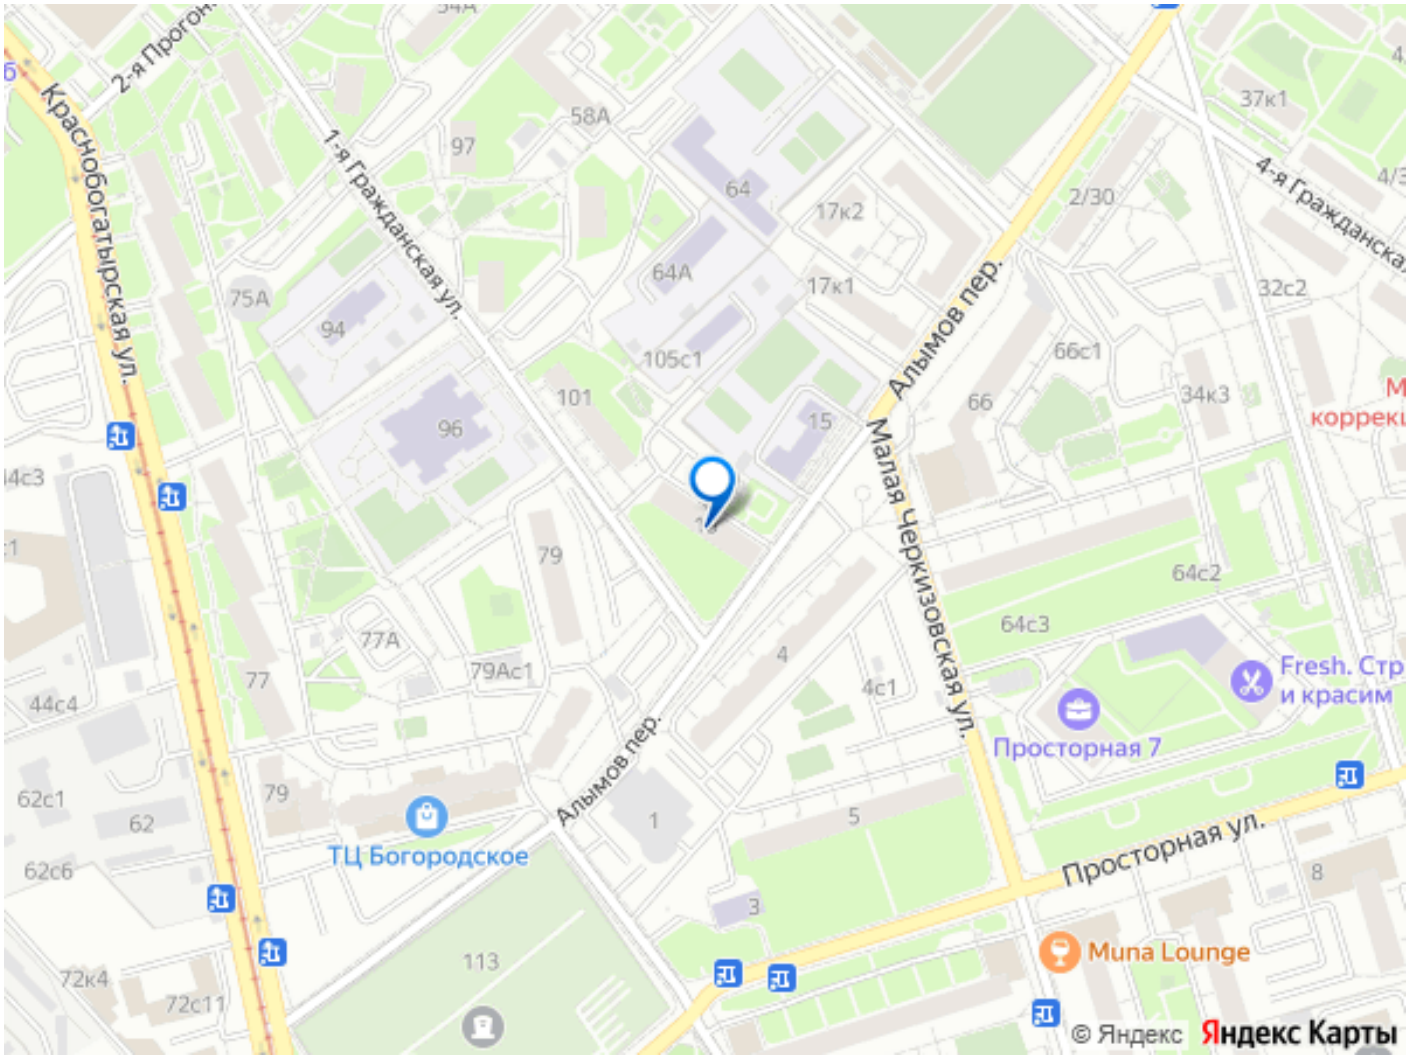 54А
2-я Прогон
б
Краснобогатырская ул.
1-я Гражданская ул.
58А
97
64
17к2
37к1
4-я Гражданская
2/30
4/3
64А
17к1
32с2
75А
94
105с1
66с1
Алымов пер.
101
66
34к3
М
коррекц
96
15
Малая Черкизовская ул.
79
64с2
64с3
77А
4
79Ас1
4с1
77
Fresh. Стр
и красим
44с4
Просторная 7
Алымов пер.
62с1
79
62
1
5
ТЦ Богородское
Просторная ул.
62с6
8
3
Muna Lounge
113
72к4
72с11
© Яндекс Яндекс Карты